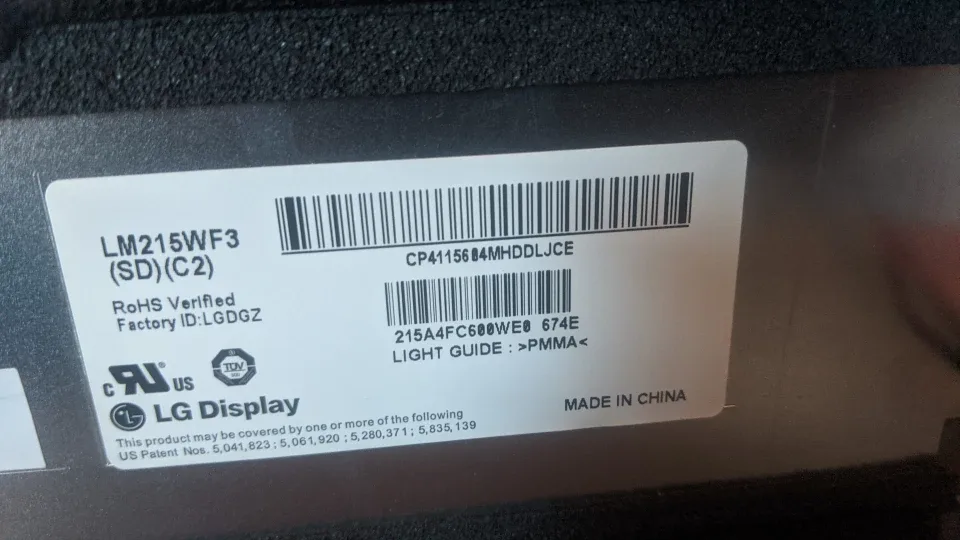 LM215WF3
(SD)(C2)
RoHS Verified
Factory ID:LGDGZ
CP4115604MHDDLJCE
215A4FC600WE0 674E
LIGHT GUIDE : >PMMA<
c RU US
TÜV
LG Display
MADE IN CHINA
This product may be covered by one or more of the following
US Patent Nos. 5,041,823 ; 5,061,920 ; 5,280,371 ; 5,835,139